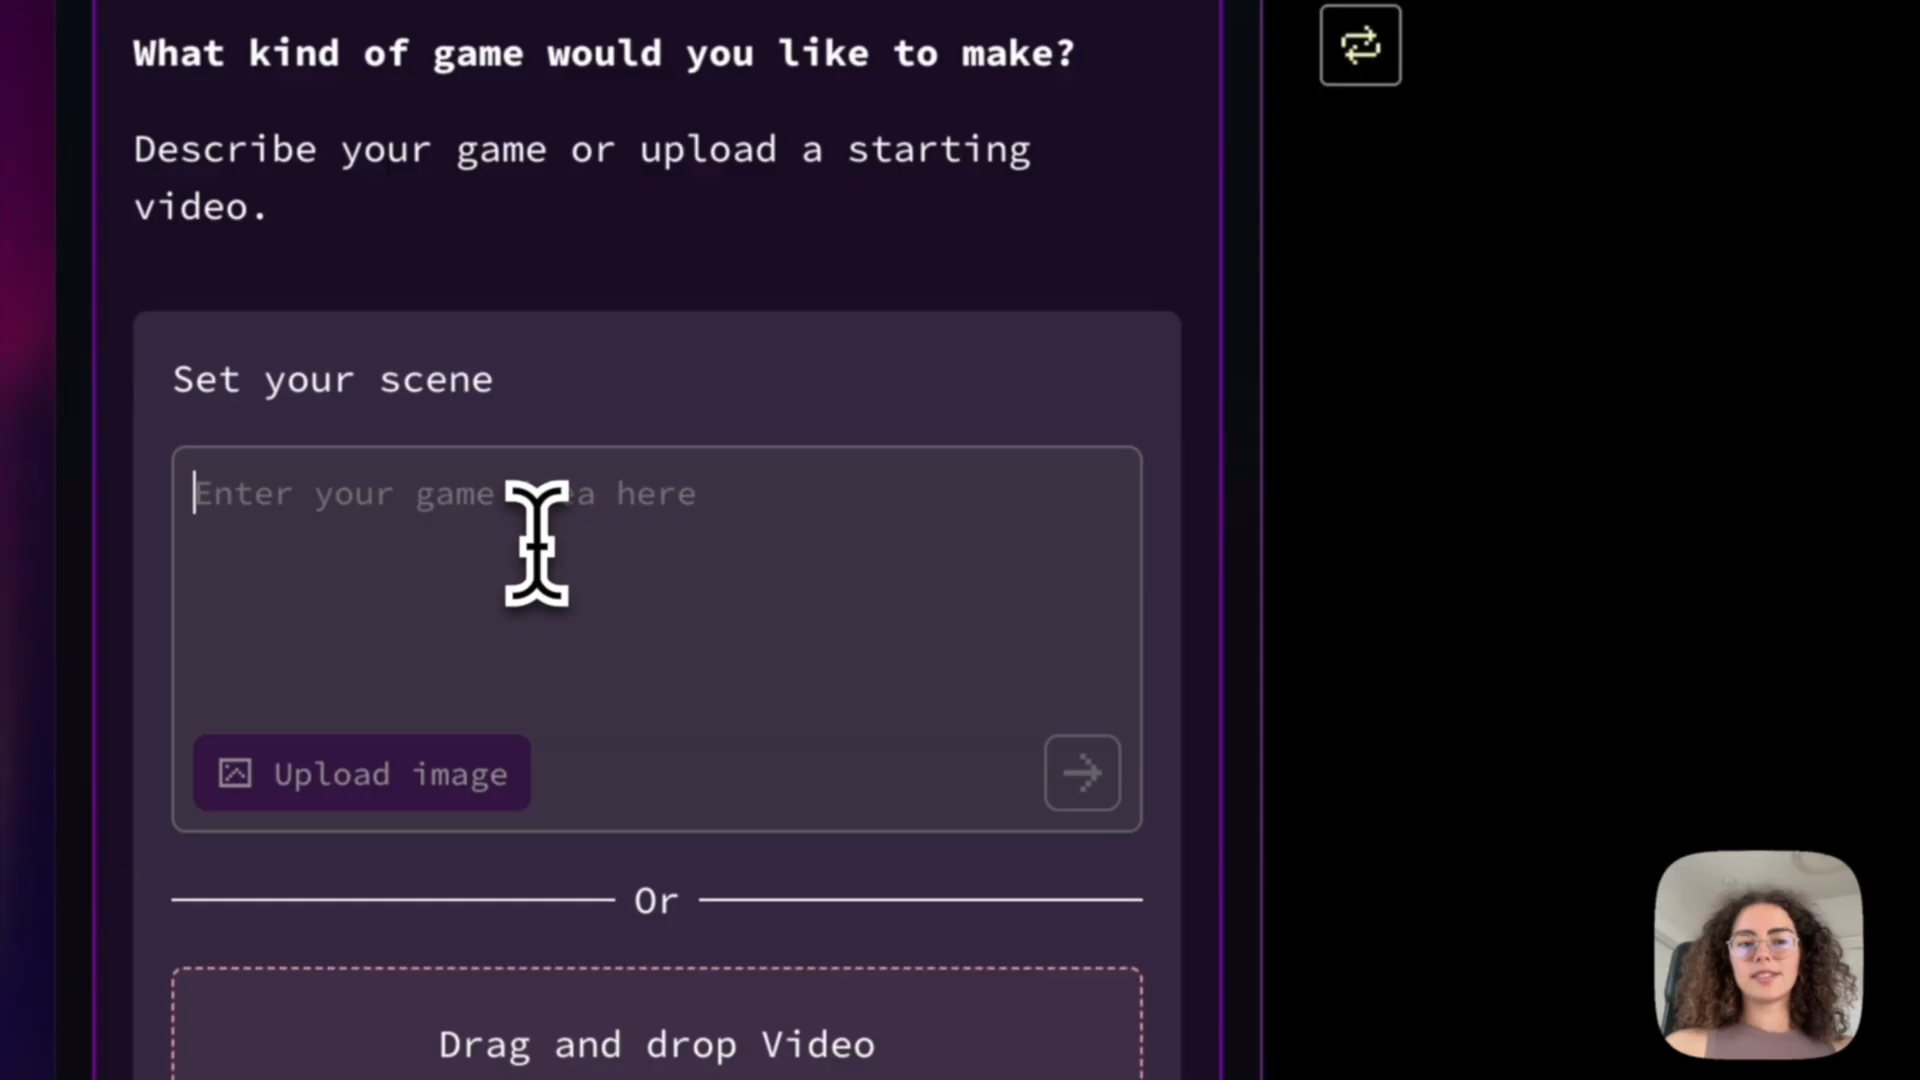 What kind of game would you like to make?
Describe your game or upload a starting
video.
Set your scene
Enter your game here
Upload image
Or
Drag and drop Video